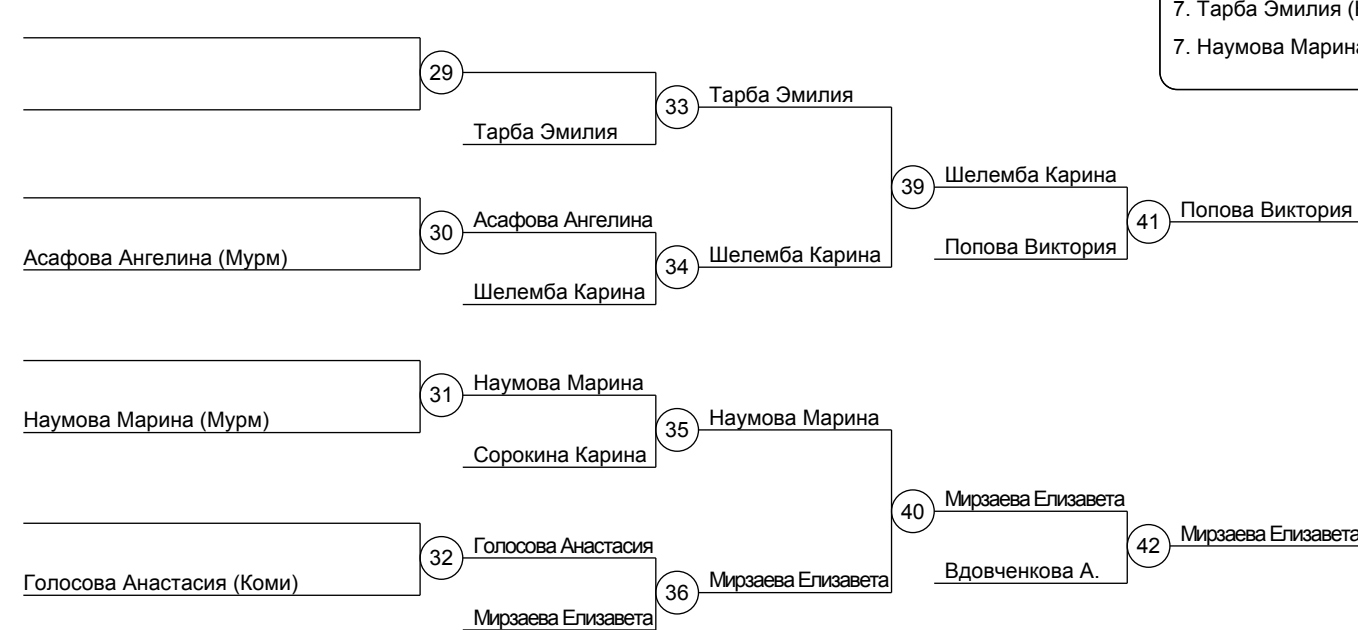 7. Тарба Эмилия (
7. Наумова Марина
29
Тарба Эмилия
33
Тарба Эмилия
39
Шелемба Карина
41
Попова Виктория
Асафова Ангелина (Мурм)
30
Асафова Ангелина
Шелемба Карина
34
Шелемба Карина
Попова Виктория
Наумова Марина (Мурм)
31
Наумова Марина
Сорокина Карина
35
Наумова Марина
40
Мирзаева Елизавета
42
Мирзаева Елизавета
Голосова Анастасия (Коми)
32
Голосова Анастасия
Мирзаева Елизавета
36
Мирзаева Елизавета
Вдовченкова А.